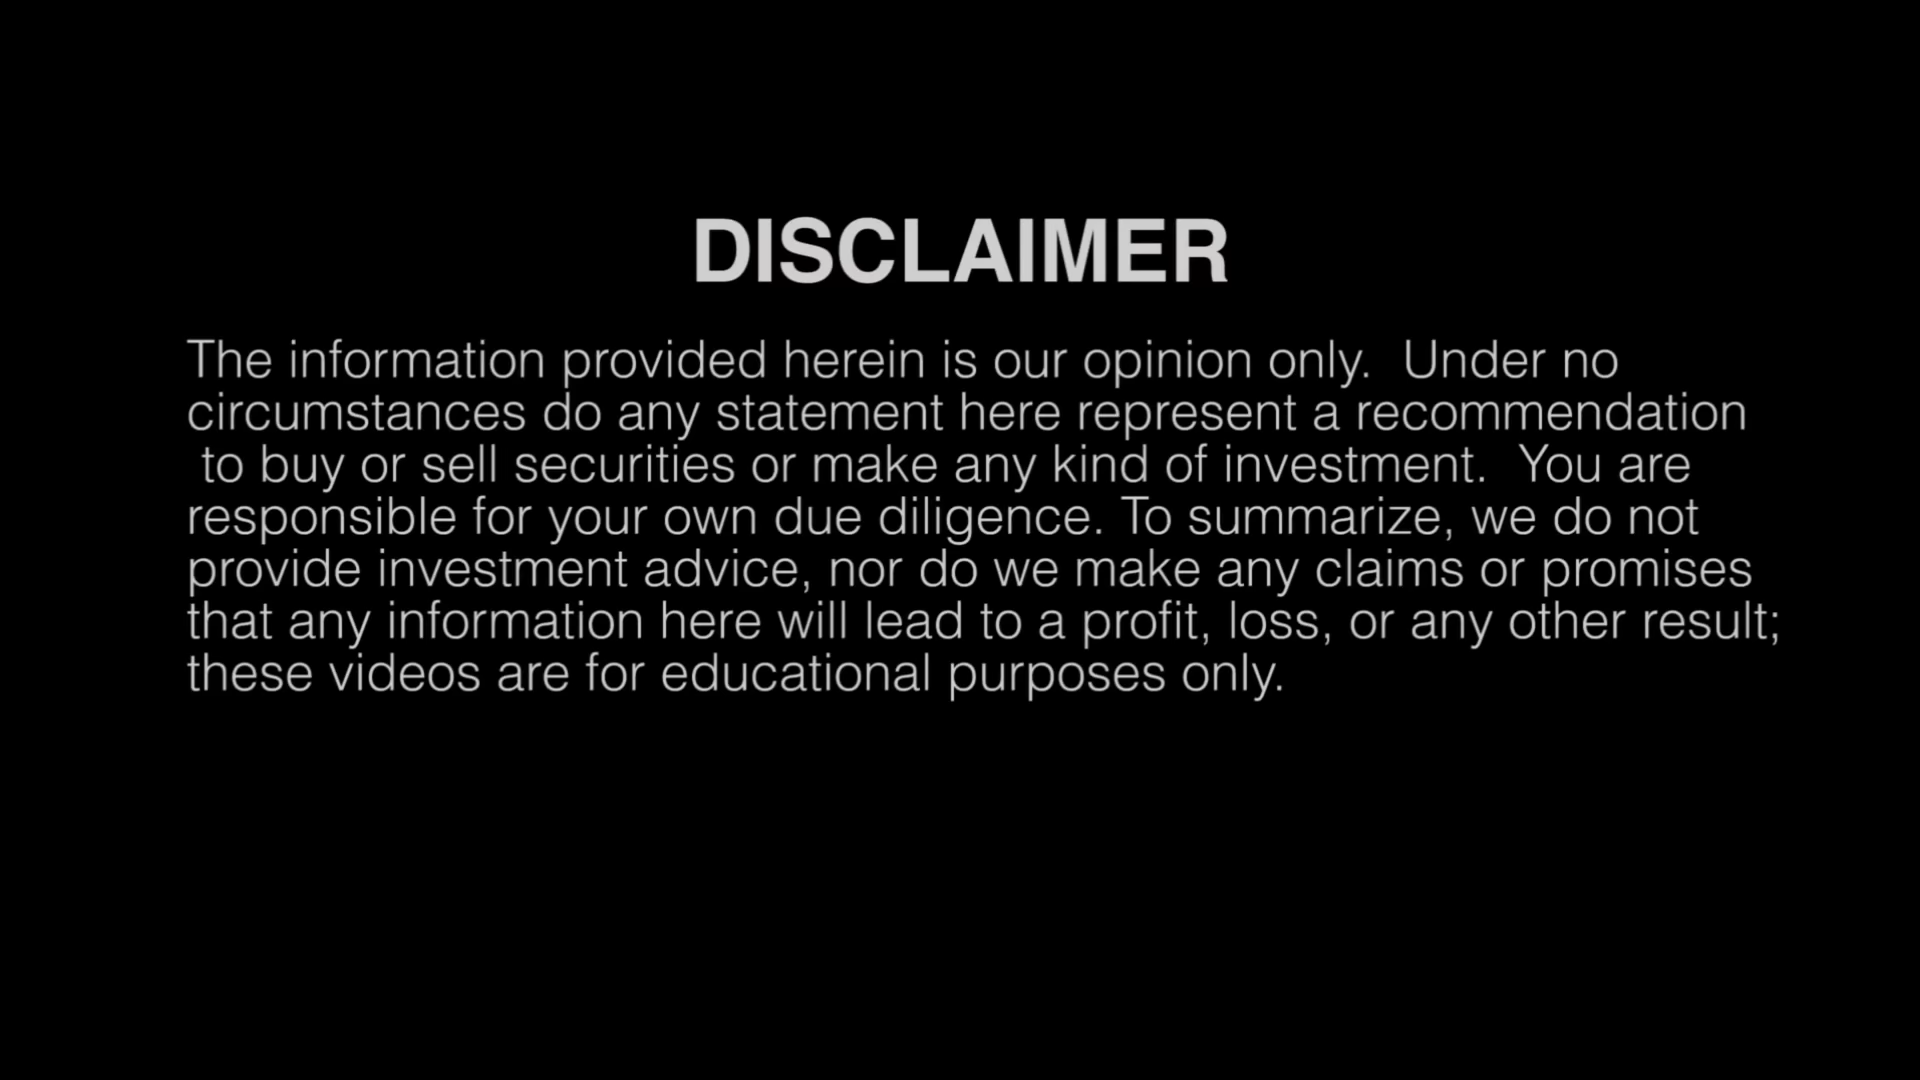 DISCLAIMER
The information provided herein is our opinion only.  Under no
circumstances do any statement here represent a recommendation
to buy or sell securities or make any kind of investment.  You are
responsible for your own due diligence. To summarize, we do not
provide investment advice, nor do we make any claims or promises
that any information here will lead to a profit, loss, or any other result;
these videos are for educational purposes only.